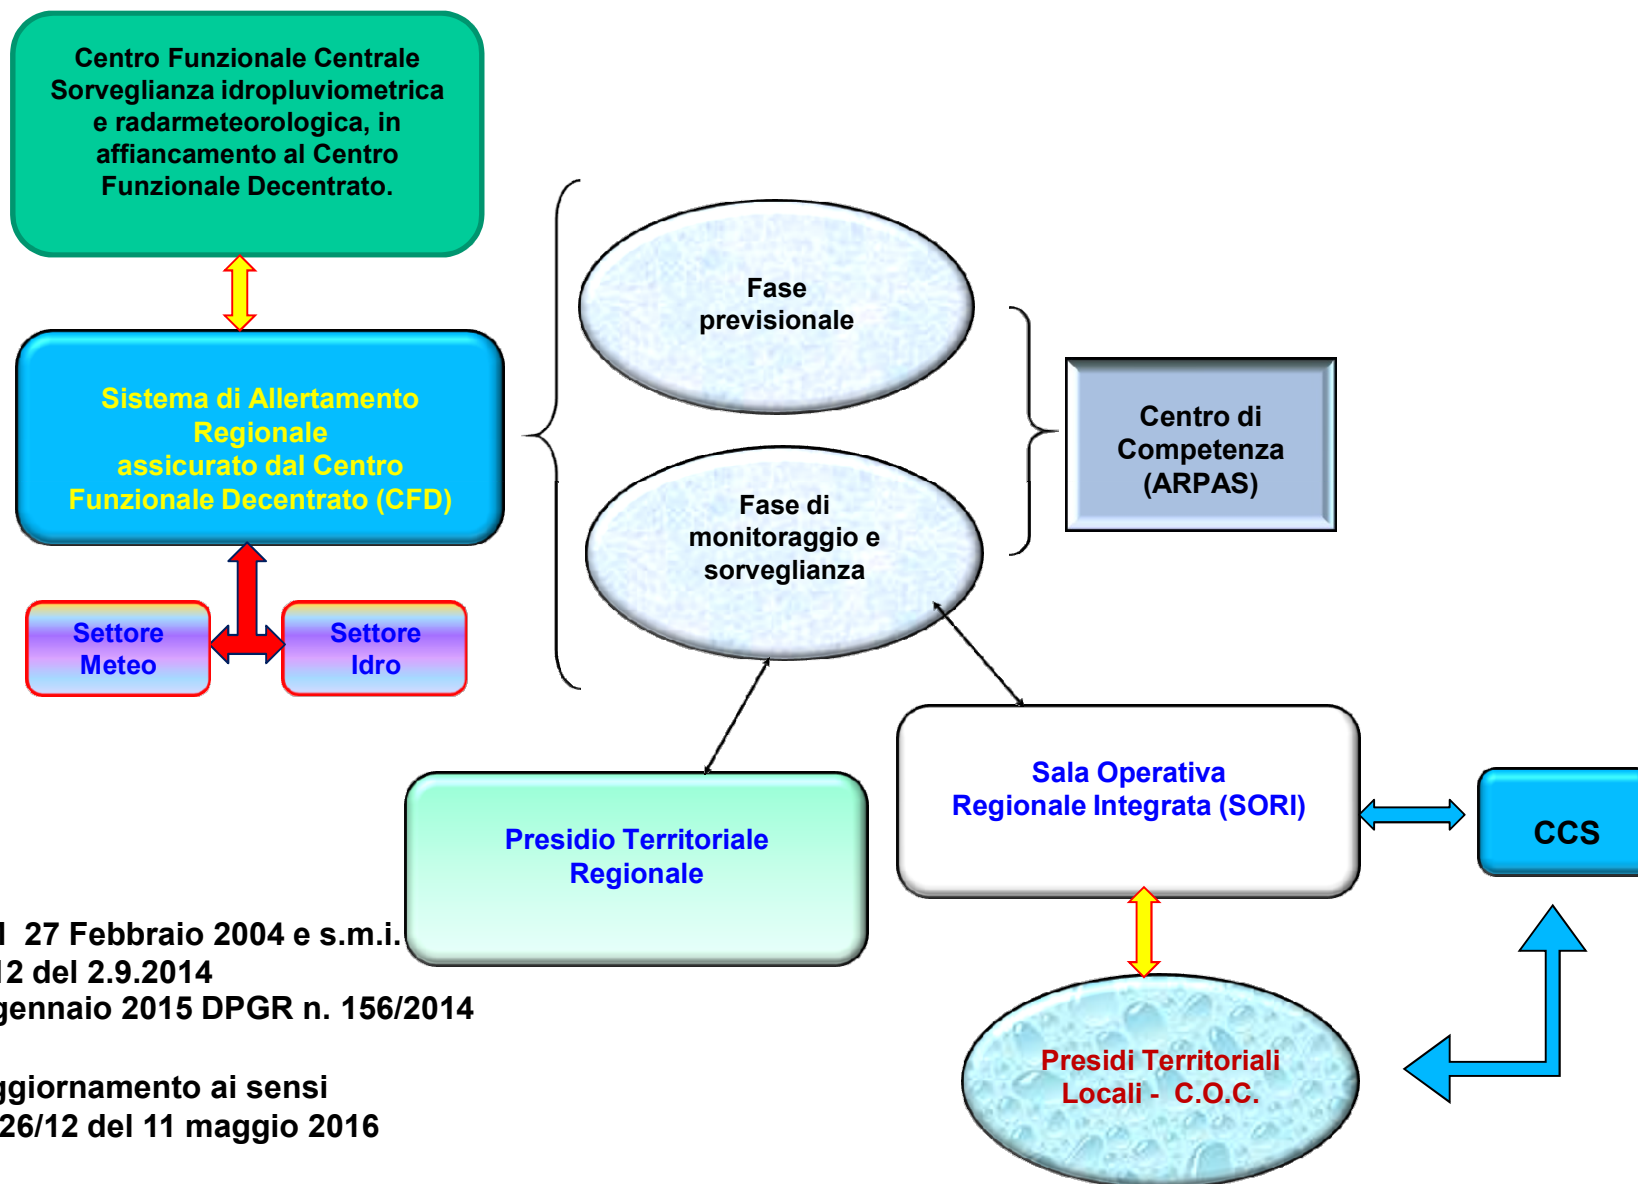 Centro Funzionale Centrale
Sorveglianza idropluviometrica
e radarmeteorologica, in
affiancamento al Centro
Funzionale Decentrato.
Fase
previsionale
Sistema di Allertamento
Regionale
assicurato dal Centro
Funzionale Decentrato (CFD)
Centro di
Competenza
(ARPAS)
Fase di
monitoraggio e
sorveglianza
Settore
Meteo
Settore
Idro
Sala Operativa
Regionale Integrata (SORI)
CCS
Presidio Territoriale
Regionale
27 Febbraio 2004 e s.m.i.
12 del 2.9.2014
gennaio 2015 DPGR n. 156/2014
ggiornamento ai sensi
26/12 del 11 maggio 2016
Presidi Territoriali
Locali - C.O.C.